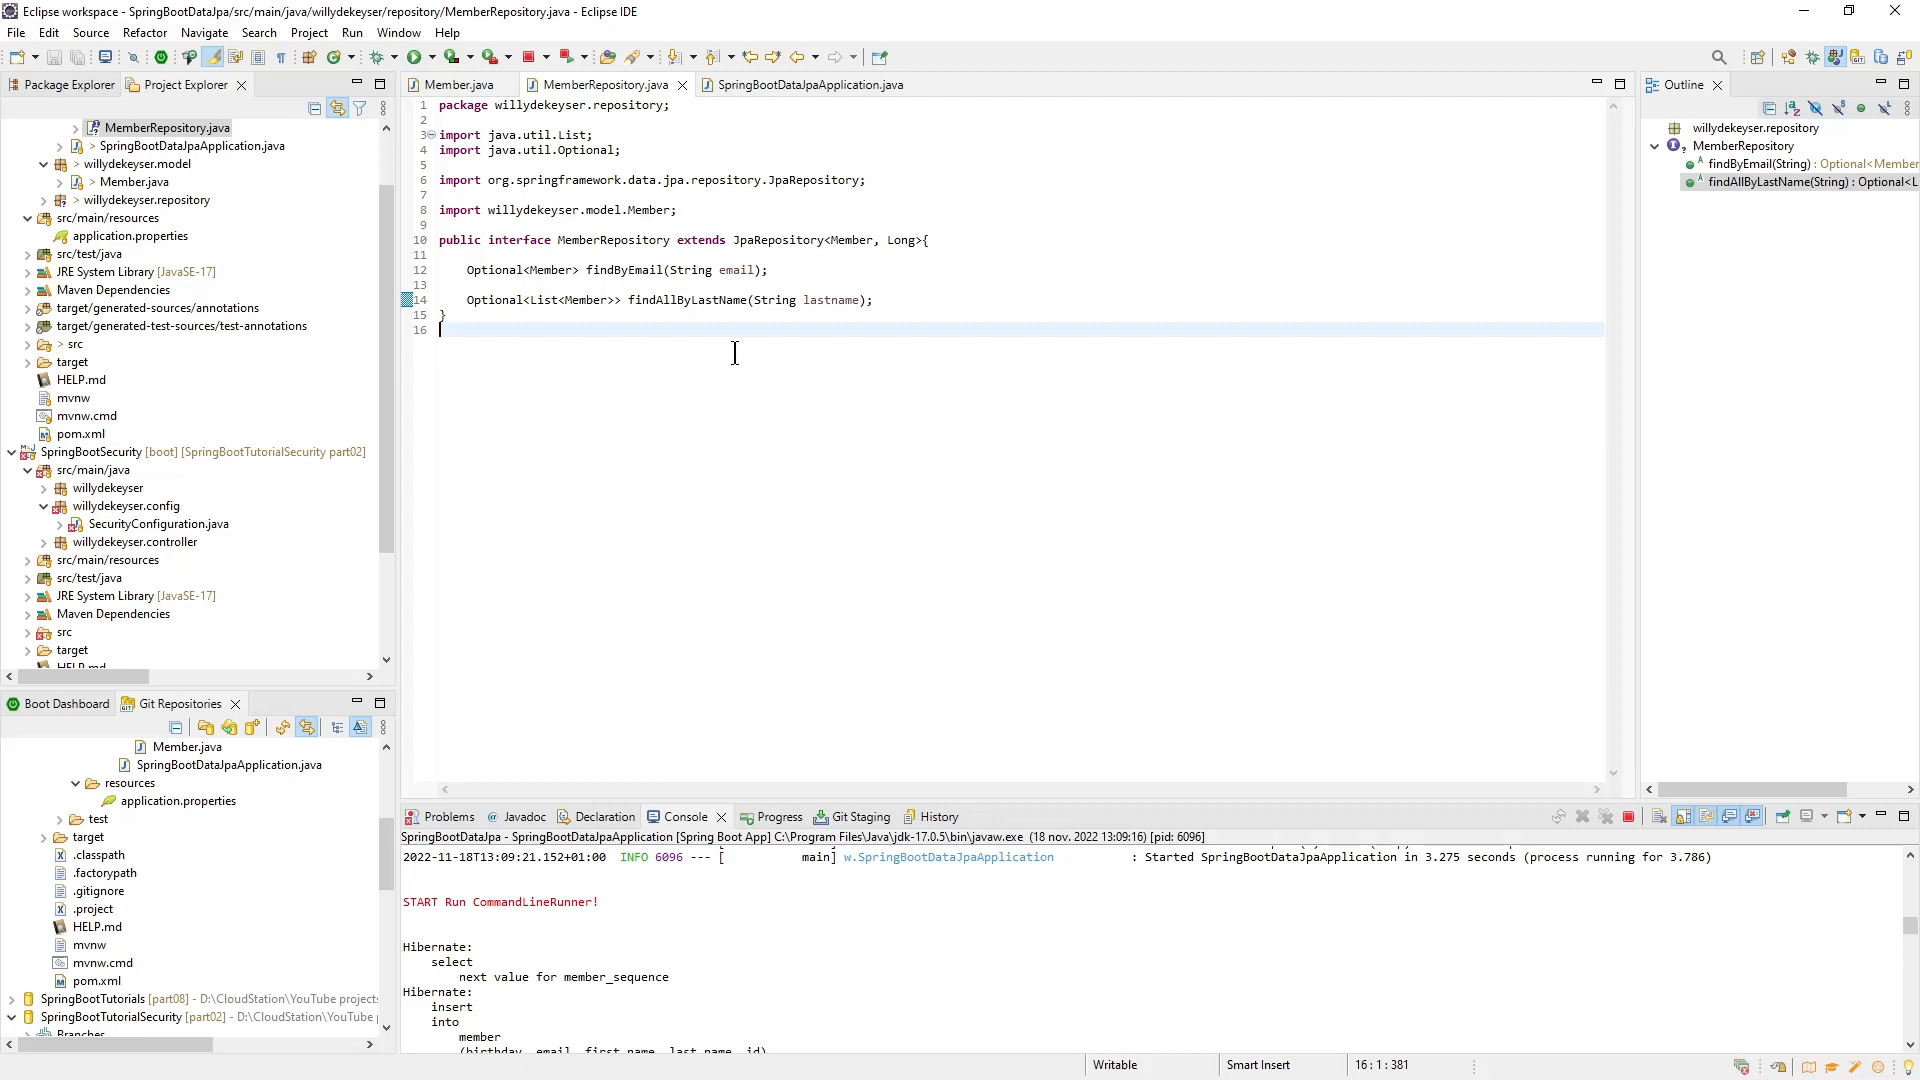 Eclipse workspace - SpringBootDataJpa/src/main/java/willydekeyser/repository/MemberRepository.java - Eclipse IDE
File Edit Source Refactor Navigate Search Project Run Window Help
Package Explorer Project Explorer
MemberRepository.java
> SpringBootDataJpaApplication.java
> willydekeyser.model
> Member.java
> willydekeyser.repository
src/main/resources
application.properties
src/test/java
JRE System Library [JavaSE-17]
Maven Dependencies
target/generated-sources/annotations
target/generated-test-sources/test-annotations
> src
target
HELP.md
mvnw
mvnw.cmd
pom.xml
SpringBootSecurity [boot] [SpringBootTutorialSecurity part02]
src/main/java
willydekeyser
willydekeyser.config
SecurityConfiguration.java
willydekeyser.controller
src/main/resources
src/test/java
JRE System Library [JavaSE-17]
Maven Dependencies
src
target
HELP.md
Boot Dashboard Git Repositories
Member.java
SpringBootDataJpaApplication.java
resources
application.properties
test
target
.classpath
.factorypath
.gitignore
.project
HELP.md
mvnw
mvnw.cmd
pom.xml
SpringBootTutorials [part08] - D:\CloudStation\YouTube projects
SpringBootTutorialSecurity [part02] - D:\CloudStation\YouTube
Branches
Member.java MemberRepository.java SpringBootDataJpaApplication.java
1 package willydekeyser.repository;
2
3 import java.util.List;
4 import java.util.Optional;
5
6 import org.springframework.data.jpa.repository.JpaRepository;
7
8 import willydekeyser.model.Member;
9
10 public interface MemberRepository extends JpaRepository<Member, Long>{
11
12 Optional<Member> findByEmail(String email);
13
14 Optional<List<Member>> findAllByLastName(String lastname);
15 }
16
Outline
willydekeyser.repository
MemberRepository
findByEmail(String) : Optional<Member
findAllByLastName(String) : Optional<L
Problems Javadoc Declaration Console Progress Git Staging History
SpringBootDataJpa - SpringBootDataJpaApplication [Spring Boot App] C:\Program Files\Java\jdk-17.0.5\bin\javaw.exe (18 nov. 2022 13:09:16) [pid: 6096]
2022-11-18T13:09:21.152+01:00 INFO 6096 --- [ main] w.SpringBootDataJpaApplication : Started SpringBootDataJpaApplication in 3.275 seconds (process running for 3.786)
START Run CommandLineRunner!
Hibernate:
select
next value for member_sequence
Hibernate:
insert
into
member
(birthday, email, first_name, last_name, id)
Writable Smart Insert 16 : 1 : 381